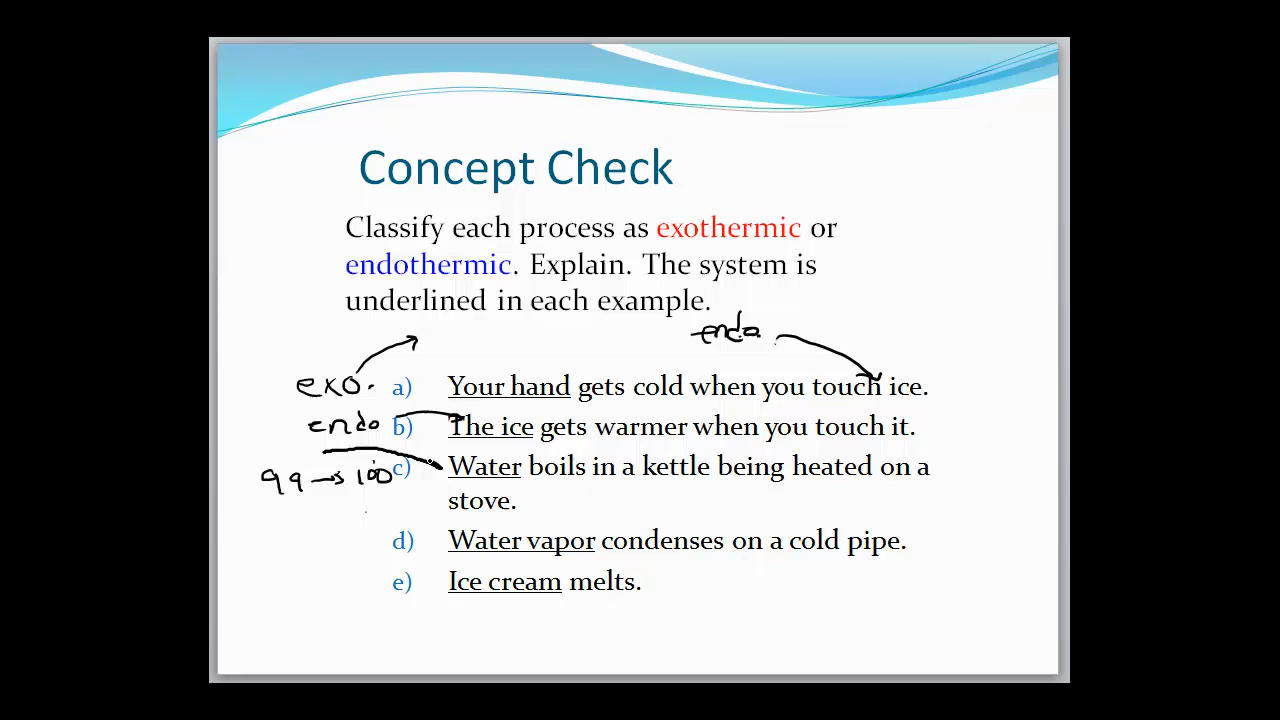 Concept Check
Classify each process as exothermic or
endothermic. Explain. The system is
underlined in each example.
endo
exo. a) Your hand gets cold when you touch ice.
endo b) The ice gets warmer when you touch it.
c) Water boils in a kettle being heated on a
99 → 100
stove.
d) Water vapor condenses on a cold pipe.
e) Ice cream melts.